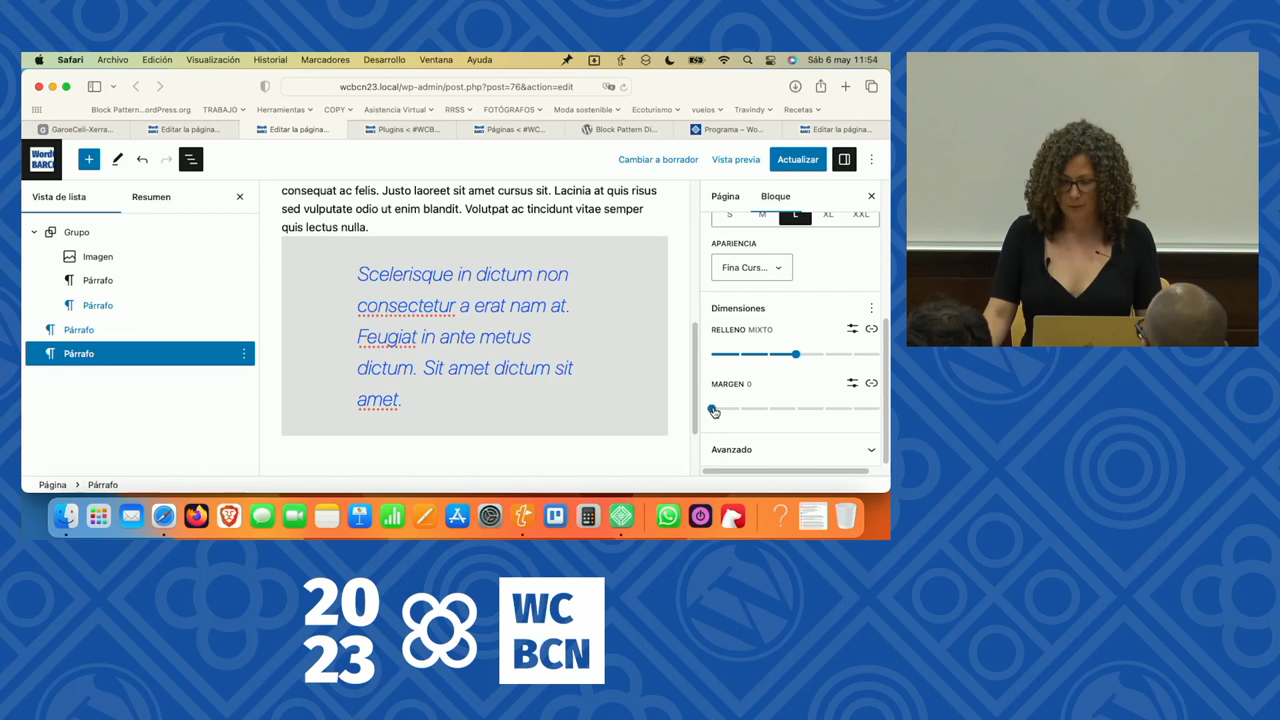 Safari Archivo Edición Visualización Historial Marcadores Desarrollo Ventana Ayuda Sáb 6 may 11:54
wcbcn23.local/wp-admin/post.php?post=76&action=edit
Block Pattern...ordPress.org TRABAJO Herramientas COPY Asistencia Virtual RRSS FOTÓGRAFOS Moda sostenible Ecoturismo vuelos Travindy Recetas
G GaroeCeli-Xerra... Editar la página... Editar la página... Plugins < #WCB... Páginas < #WC... Block Pattern Di... Programa – Wo... Editar la página...
Word
BARC
Cambiar a borrador Vista previa Actualizar
Vista de lista Resumen
Grupo
Imagen
Párrafo
Párrafo
Párrafo
Párrafo
consequat ac felis. Justo laoreet sit amet cursus sit. Lacinia at quis risus
sed vulputate odio ut enim blandit. Volutpat ac tincidunt vitae semper
quis lectus nulla.
Scelerisque in dictum non
consectetur a erat nam at.
Feugiat in ante metus
dictum. Sit amet dictum sit
amet.
Página Bloque
S M L XL XXL
APARIENCIA
Fina Curs...
Dimensiones
RELLENO MIXTO
MARGEN 0
Avanzado
Página > Párrafo
20
23
WC
BCN